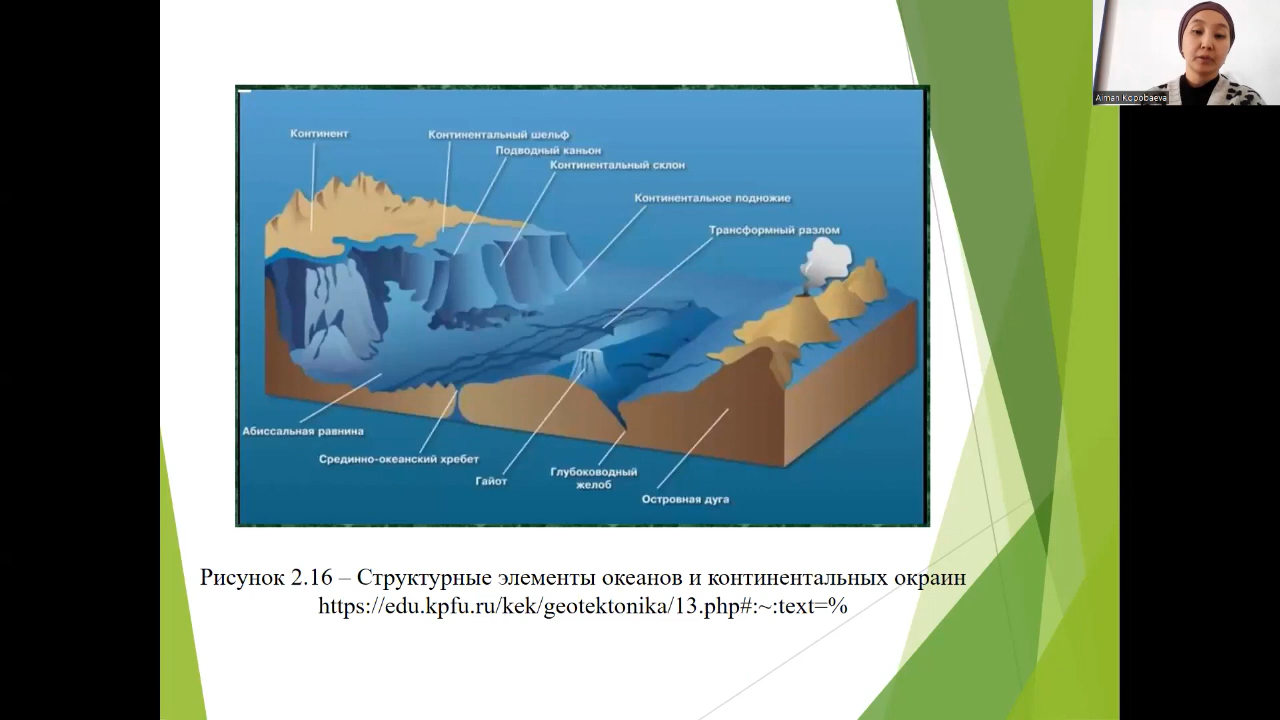 Aiman Kopobaeva
Континент
Континентальный шельф
Подводный каньон
Континентальный склон
Континентальное подножие
Трансформный разлом
Абиссальная равнина
Срединно-океанский хребет
Гайот
Глубоководный
желоб
Островная дуга
Рисунок 2.16 – Структурные элементы океанов и континентальных окраин
https://edu.kpfu.ru/kek/geotektonika/13.php#:~:text=%